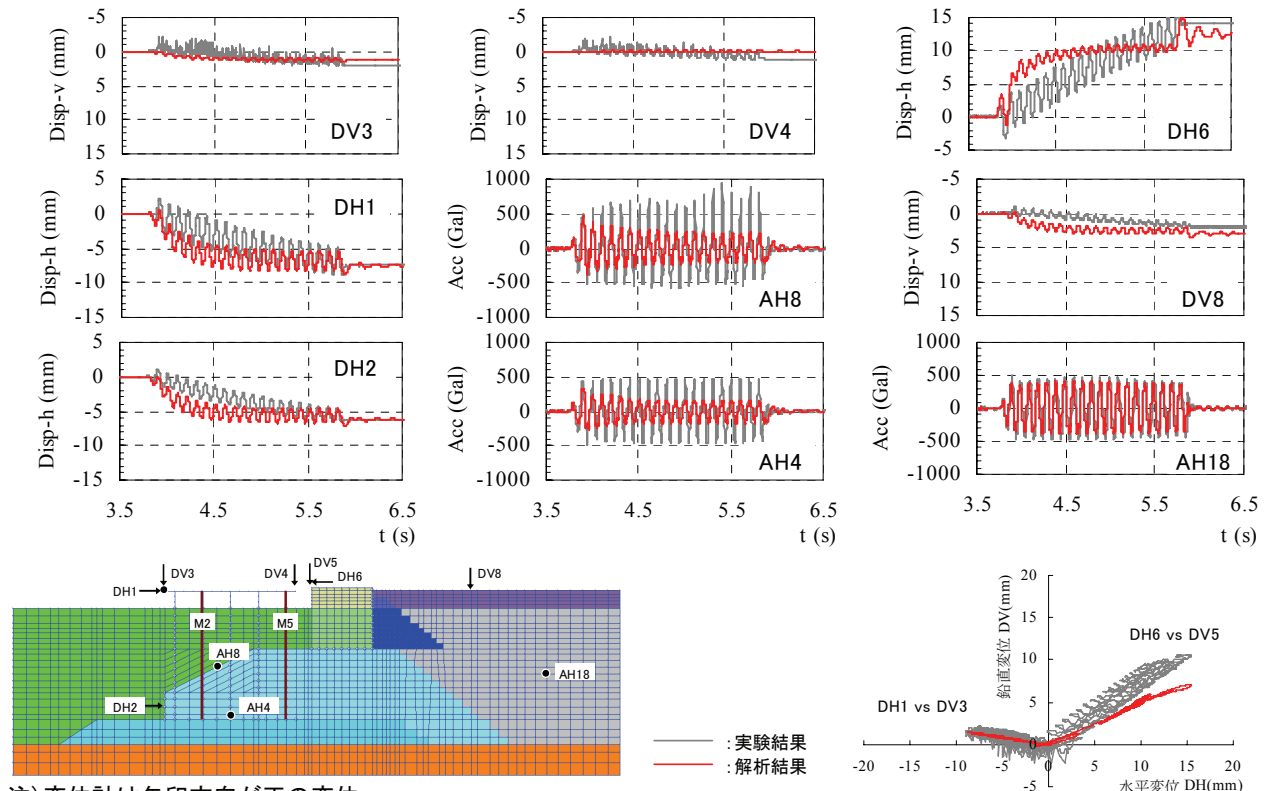 -5
0
5
10
15
Disp-v (mm)
DV3
-5
0
5
10
15
Disp-v (mm)
DV4
15
10
5
0
-5
Disp-h (mm)
DH6
5
0
-5
-10
-15
Disp-h (mm)
DH1
1000
500
0
-500
-1000
Acc (Gal)
AH8
-5
0
5
10
15
Disp-v (mm)
DV8
5
0
-5
-10
-15
Disp-h (mm)
DH2
3.5 4.5 5.5 6.5
t (s)
1000
500
0
-500
-1000
Acc (Gal)
AH4
3.5 4.5 5.5 6.5
t (s)
1000
500
0
-500
-1000
Acc (Gal)
AH18
3.5 4.5 5.5 6.5
t (s)
DV3
DV4
DV5
DH6
DV8
DH1
M2
M5
AH8
AH18
DH2
AH4
:実験結果
:解析結果
20
15
10
5
0
-5
鉛直変位 DV(mm)
DH6 vs DV5
DH1 vs DV3
-20 -15 -10 -5 0 5 10 15 20
水平変位 DH(mm)